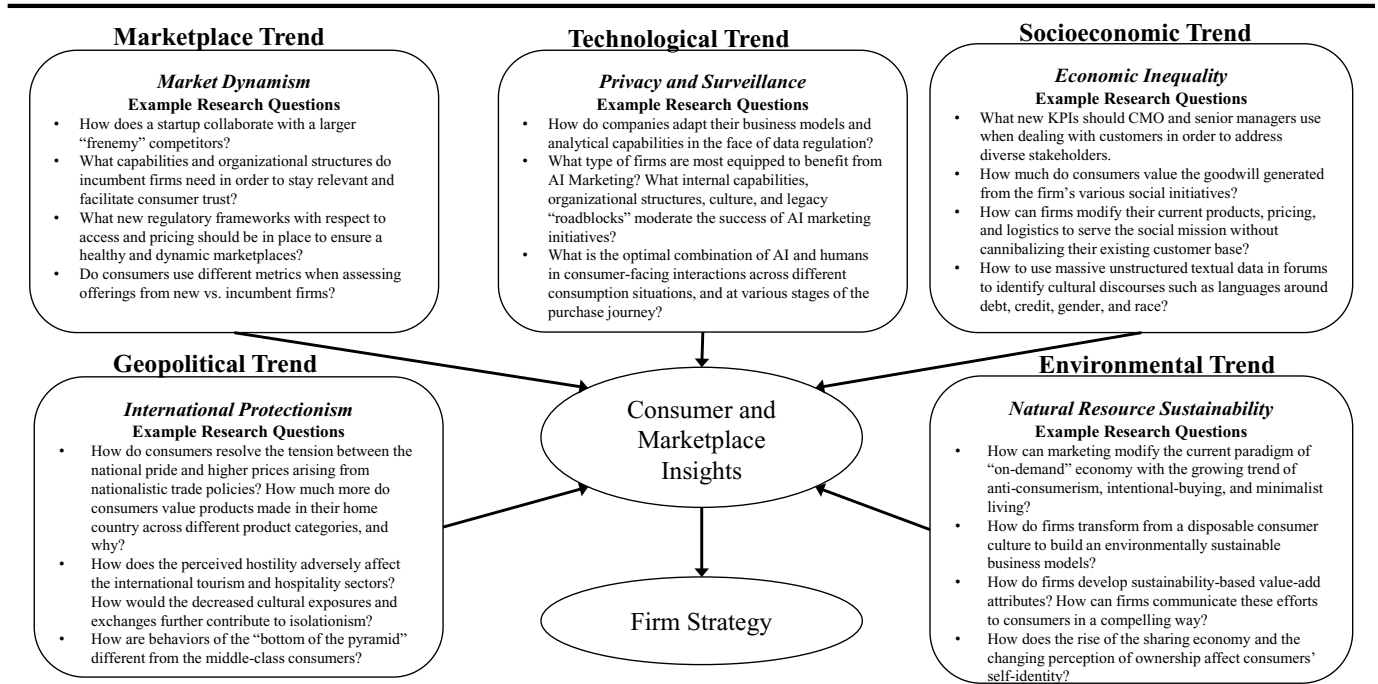 Marketplace Trend
Market Dynamism
Example Research Questions
• How does a startup collaborate with a larger
“frenemy” competitors?
• What capabilities and organizational structures do
incumbent firms need in order to stay relevant and
facilitate consumer trust?
• What new regulatory frameworks with respect to
access and pricing should be in place to ensure a
healthy and dynamic marketplaces?
• Do consumers use different metrics when assessing
offerings from new vs. incumbent firms?
Technological Trend
Privacy and Surveillance
Example Research Questions
• How do companies adapt their business models and
analytical capabilities in the face of data regulation?
• What type of firms are most equipped to benefit from
AI Marketing? What internal capabilities,
organizational structures, culture, and legacy
“roadblocks” moderate the success of AI marketing
initiatives?
• What is the optimal combination of AI and humans
in consumer-facing interactions across different
consumption situations, and at various stages of the
purchase journey?
Socioeconomic Trend
Economic Inequality
Example Research Questions
• What new KPIs should CMO and senior managers use
when dealing with customers in order to address
diverse stakeholders.
• How much do consumers value the goodwill generated
from the firm’s various social initiatives?
• How can firms modify their current products, pricing,
and logistics to serve the social mission without
cannibalizing their existing customer base?
• How to use massive unstructured textual data in forums
to identify cultural discourses such as languages around
debt, credit, gender, and race?
Geopolitical Trend
International Protectionism
Example Research Questions
• How do consumers resolve the tension between the
national pride and higher prices arising from
nationalistic trade policies? How much more do
consumers value products made in their home
country across different product categories, and
why?
• How does the perceived hostility adversely affect
the international tourism and hospitality sectors?
How would the decreased cultural exposures and
exchanges further contribute to isolationism?
• How are behaviors of the “bottom of the pyramid”
different from the middle-class consumers?
Consumer and
Marketplace
Insights
Firm Strategy
Environmental Trend
Natural Resource Sustainability
Example Research Questions
• How can marketing modify the current paradigm of
“on-demand” economy with the growing trend of
anti-consumerism, intentional-buying, and minimalist
living?
• How do firms transform from a disposable consumer
culture to build an environmentally sustainable
business models?
• How do firms develop sustainability-based value-add
attributes? How can firms communicate these efforts
to consumers in a compelling way?
• How does the rise of the sharing economy and the
changing perception of ownership affect consumers’
self-identity?